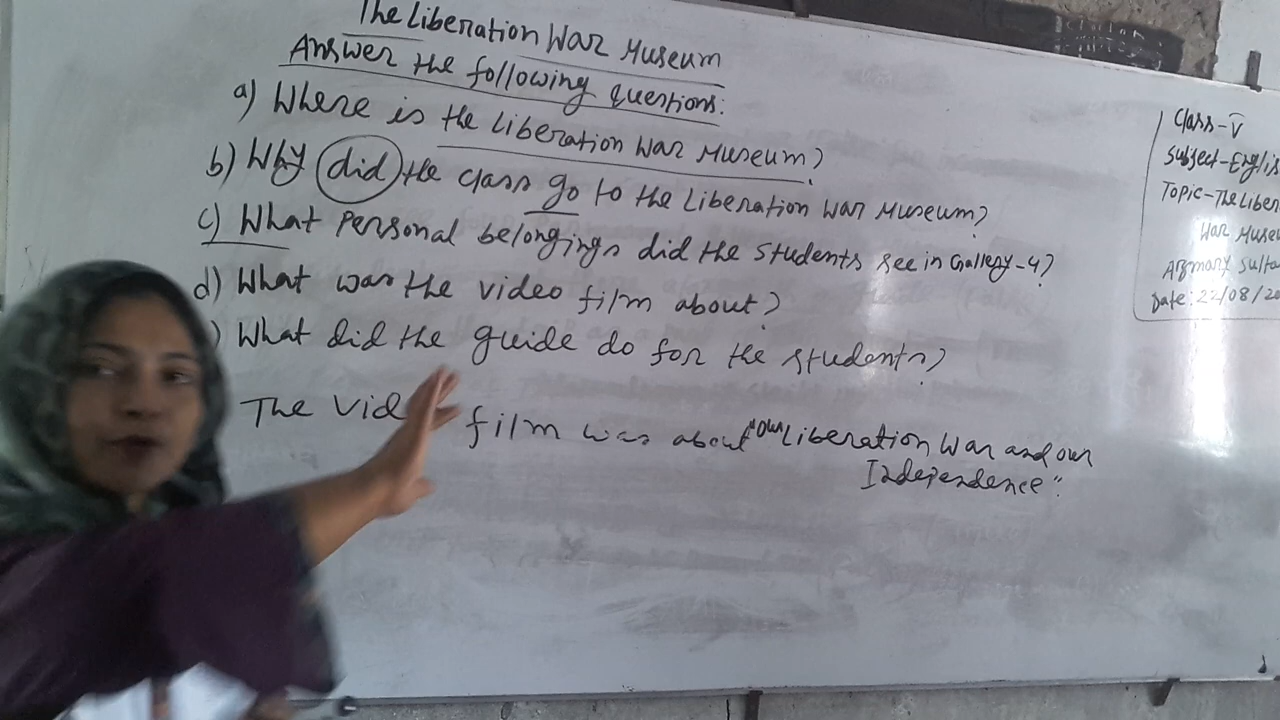 The Liberation War Museum
Answer the following questions:
a) Where is the Liberation War Museum?
b) Why did the class go to the Liberation War Museum?
c) What personal belongings did the students see in Gallery-4?
d) What was the video film about?
) What did the guide do for the students?
The Vid film was about "Our Liberation War and our
Independence".
Class-V
Subject-Englis
Topic-The Liber
War Museu
Sulta
Date: 22/08/20